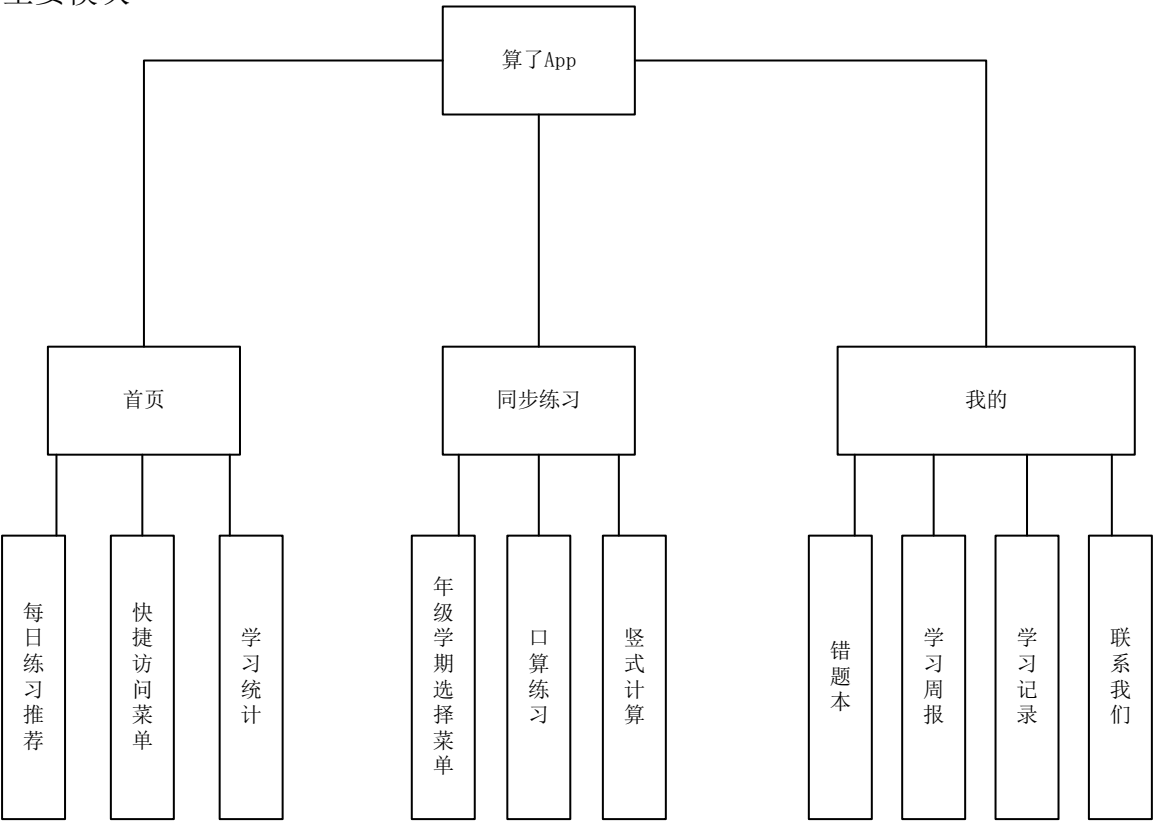 算了App
首页
同步练习
我的
每日练习推荐
快捷访问菜单
学习统计
年级学期选择菜单
口算练习
竖式计算
错题本
学习周报
学习记录
联系我们